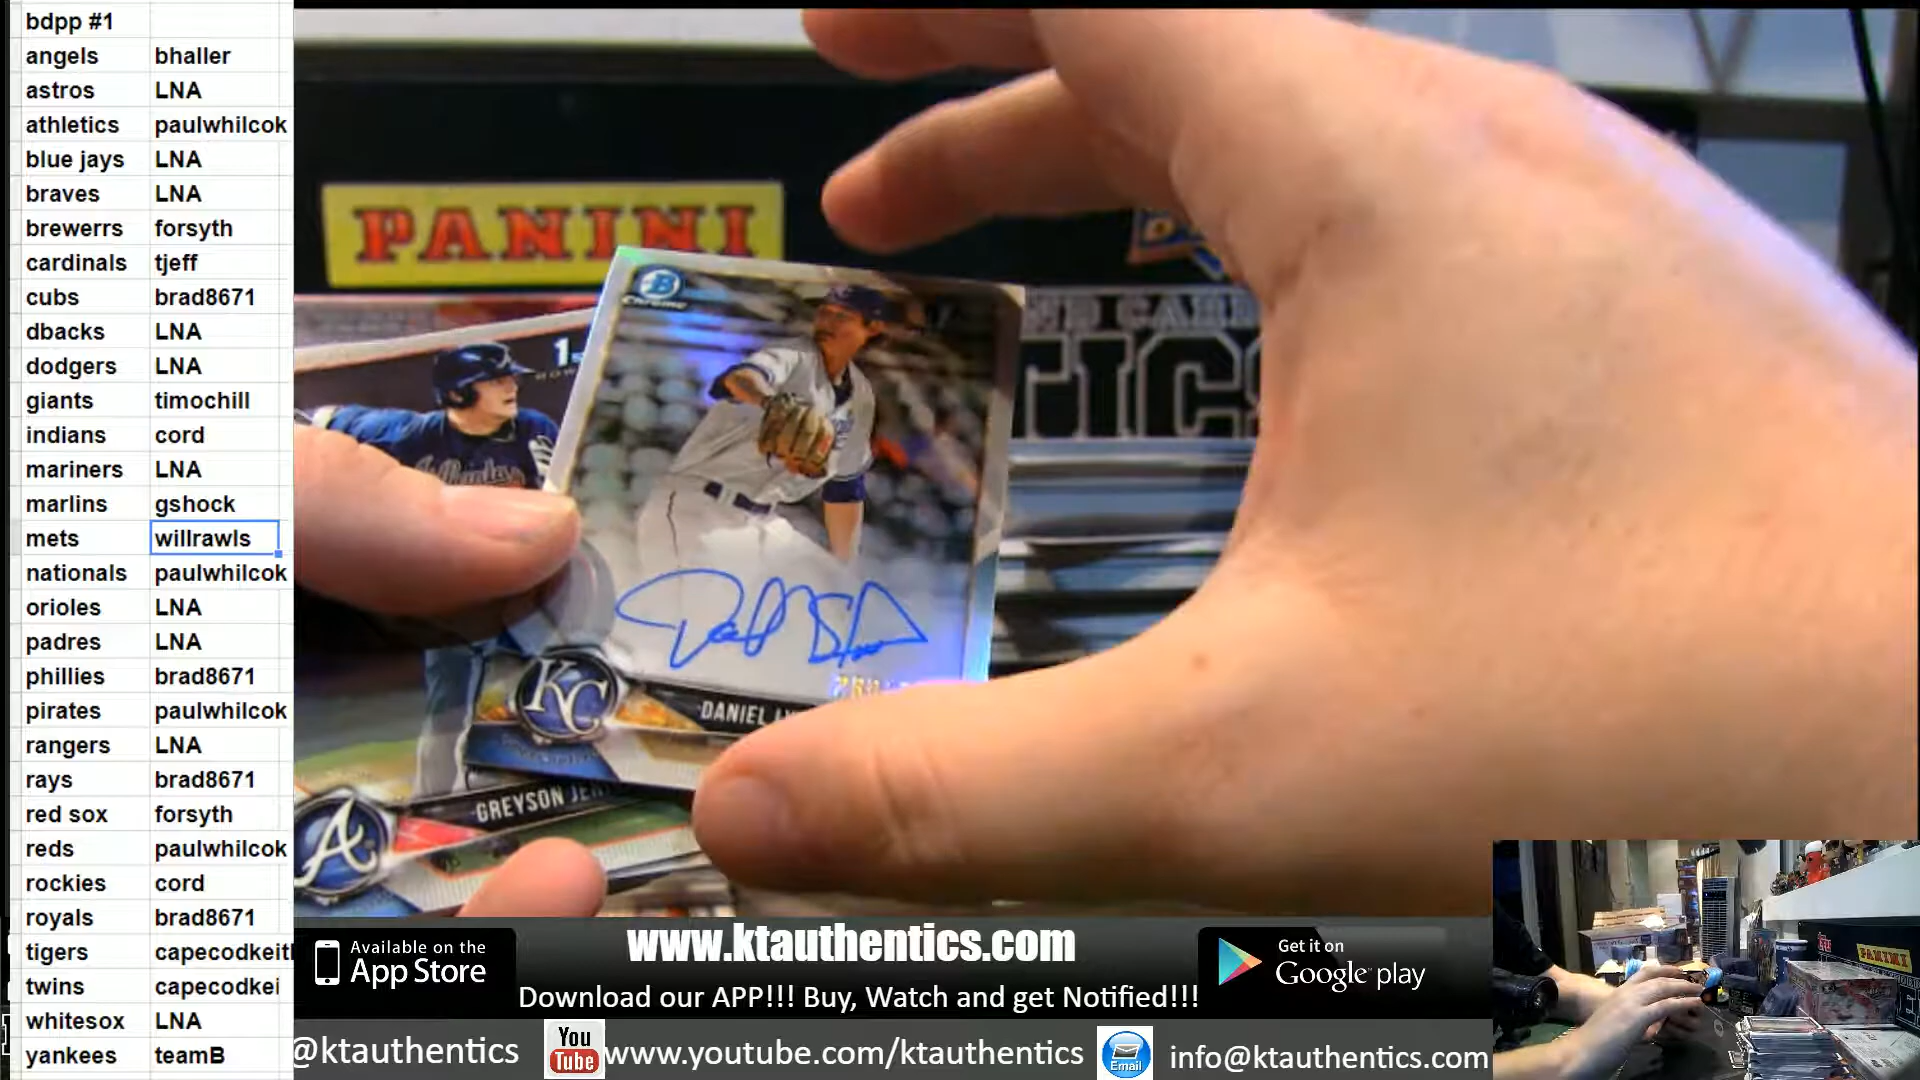 bdpp #1
angels bhaller
astros LNA
athletics paulwhilcok
blue jays LNA
braves LNA
brewerrs forsyth
cardinals tjeff
cubs brad8671
dbacks LNA
dodgers LNA
giants timochill
indians cord
mariners LNA
marlins gshock
mets willrawls
nationals paulwhilcok
orioles LNA
padres LNA
phillies brad8671
pirates paulwhilcok
rangers LNA
rays brad8671
red sox forsyth
reds paulwhilcok
rockies cord
royals brad8671
tigers capecodkeit
twins capecodkei
whitesox LNA
yankees teamB
PANINI
B
Chrome
KC
DANIEL
GREYSON
A
PANINI
Available on the
App Store
www.ktauthentics.com
Download our APP!!! Buy, Watch and get Notified!!!
Get it on
Google play
@ktauthentics
You
Tube
www.youtube.com/ktauthentics
Email
info@ktauthentics.com